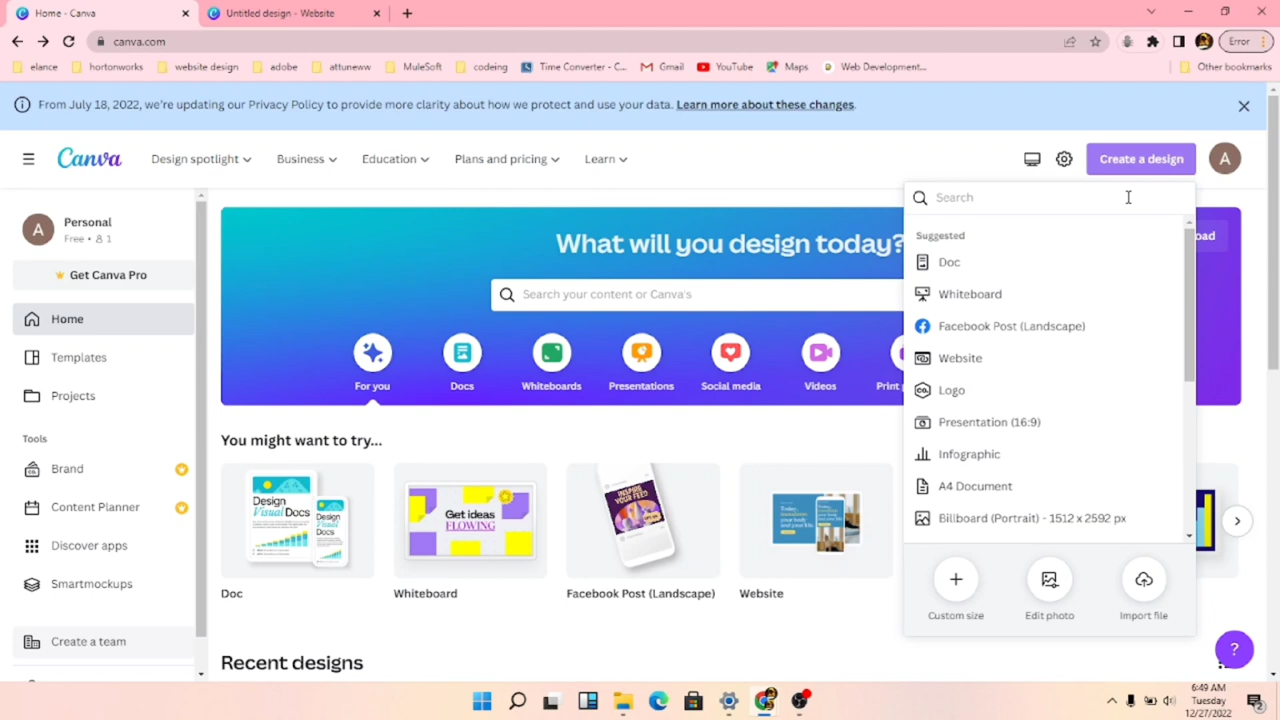 Home - Canva
Untitled design - Website
canva.com
Error
elance
hortonworks
website design
adobe
attuneww
MuleSoft
codeing
Time Converter - C...
Gmail
YouTube
Maps
Web Development...
Other bookmarks
From July 18, 2022, we're updating our Privacy Policy to provide more clarity about how we protect and use your data. Learn more about these changes.
Canva
Design spotlight
Business
Education
Plans and pricing
Learn
Create a design
A
A
Personal
Free • 1
Get Canva Pro
Home
Templates
Projects
Tools
Brand
Content Planner
Discover apps
Smartmockups
Create a team
What will you design today?
Search your content or Canva's
For you
Docs
Whiteboards
Presentations
Social media
Videos
Print
You might want to try...
Design
Visual Docs
Get ideas
FLOWING
INSPIRE
YOUR FEED
Doc
Whiteboard
Facebook Post (Landscape)
Website
Recent designs
Search
oad
Suggested
Doc
Whiteboard
Facebook Post (Landscape)
Website
Logo
Presentation (16:9)
Infographic
A4 Document
Billboard (Portrait) - 1512 x 2592 px
Custom size
Edit photo
Import file
?
6:49 AM
Tuesday
12/27/2022
2